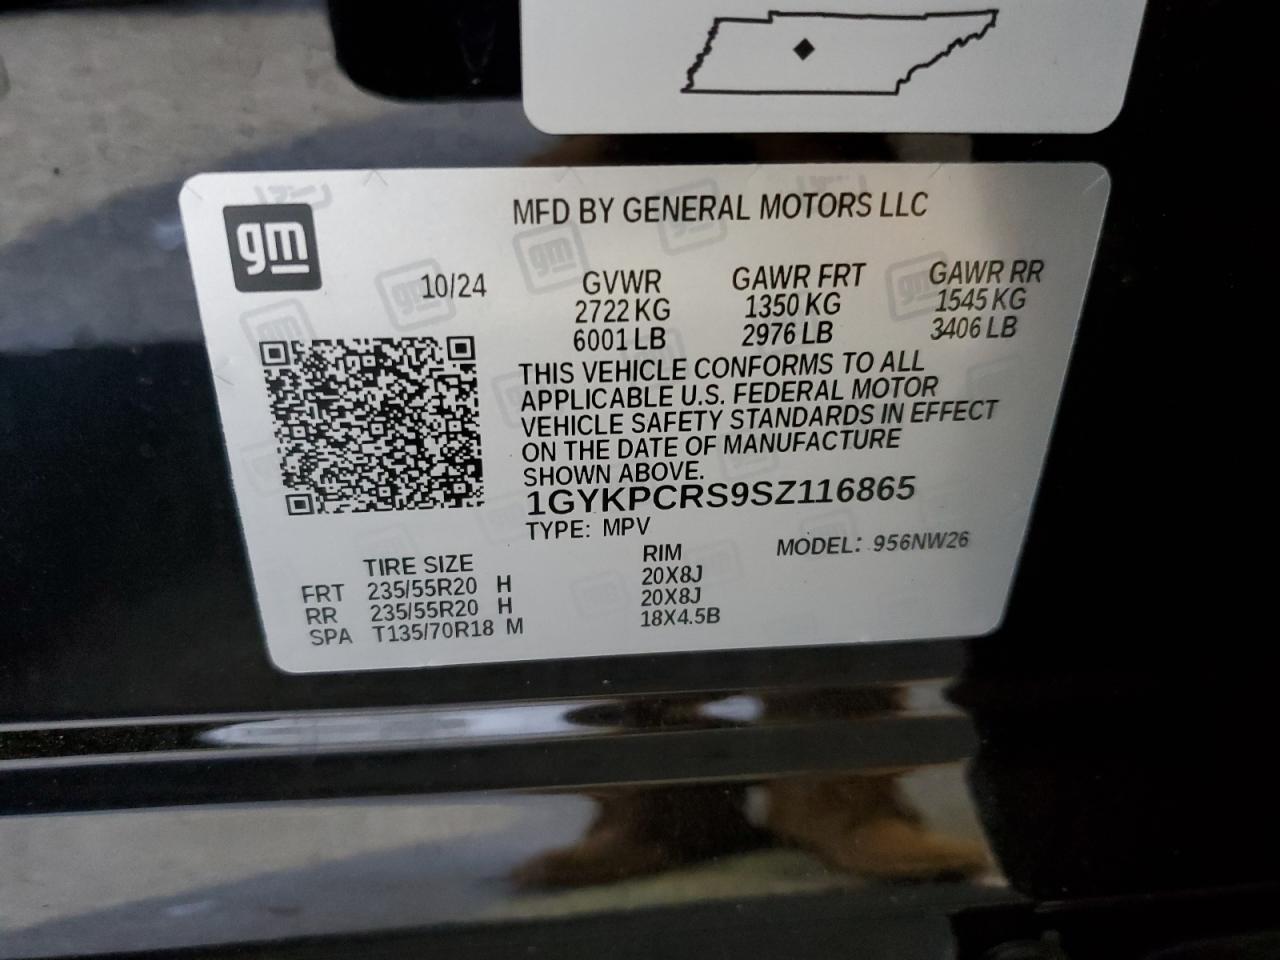 gm
MFD BY GENERAL MOTORS LLC
10/24
GVWR GAWR FRT GAWR RR
2722 KG 1350 KG 1545 KG
6001 LB 2976 LB 3406 LB
THIS VEHICLE CONFORMS TO ALL
APPLICABLE U.S. FEDERAL MOTOR
VEHICLE SAFETY STANDARDS IN EFFECT
ON THE DATE OF MANUFACTURE
SHOWN ABOVE.
1GYKPCRS9SZ116865
TYPE: MPV MODEL: 956NW26
TIRE SIZE RIM
FRT 235/55R20 H 20X8J
RR 235/55R20 H 20X8J
SPA T135/70R18 M 18X4.5B